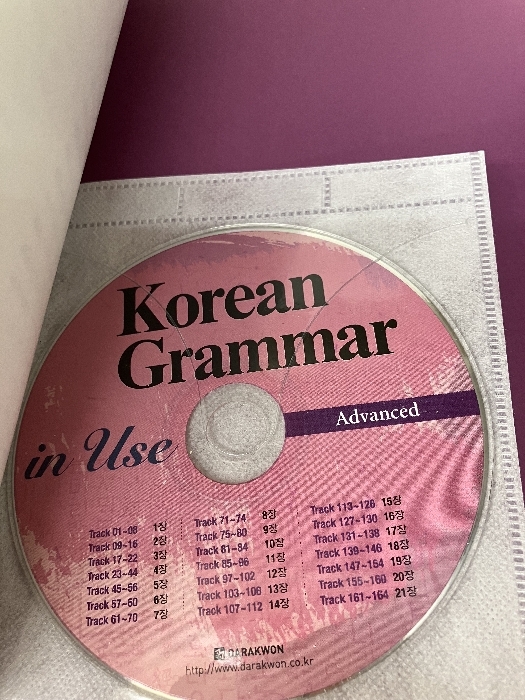 Korean
Grammar
in Use
Advanced
Track 01~08 1장
Track 09~16 2장
Track 17~22 3장
Track 23~44 4장
Track 45~56 5장
Track 57~60 6장
Track 61~70 7장
Track 71~74 8장
Track 75~80 9장
Track 81~84 10장
Track 85~96 11장
Track 97~102 12장
Track 103~106 13장
Track 107~112 14장
Track 113~126 15장
Track 127~130 16장
Track 131~138 17장
Track 139~146 18장
Track 147~154 19장
Track 155~160 20장
Track 161~164 21장
DARAKWON
http://www.darakwon.co.kr